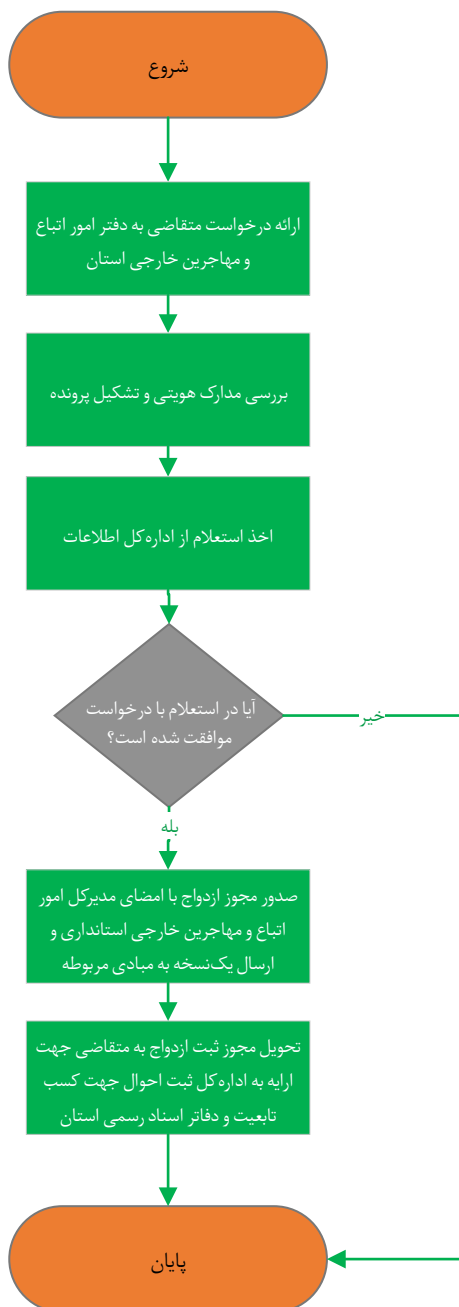 شروع
ارائه درخواست متقاضی به دفتر امور اتباع
و مهاجرین خارجی استان
بررسی مدارک هویتی و تشکیل پرونده
اخذ استعلام از اداره‌کل اطلاعات
آیا در استعلام با درخواست
موافقت شده است؟
خیر
بله
صدور مجوز ازدواج با امضای مدیرکل امور
اتباع و مهاجرین خارجی استانداری و
ارسال یک‌نسخه به مبادی مربوطه
تحویل مجوز ثبت ازدواج به متقاضی جهت
ارایه به اداره‌کل ثبت احوال جهت کسب
تابعیت و دفاتر اسناد رسمی استان
پایان